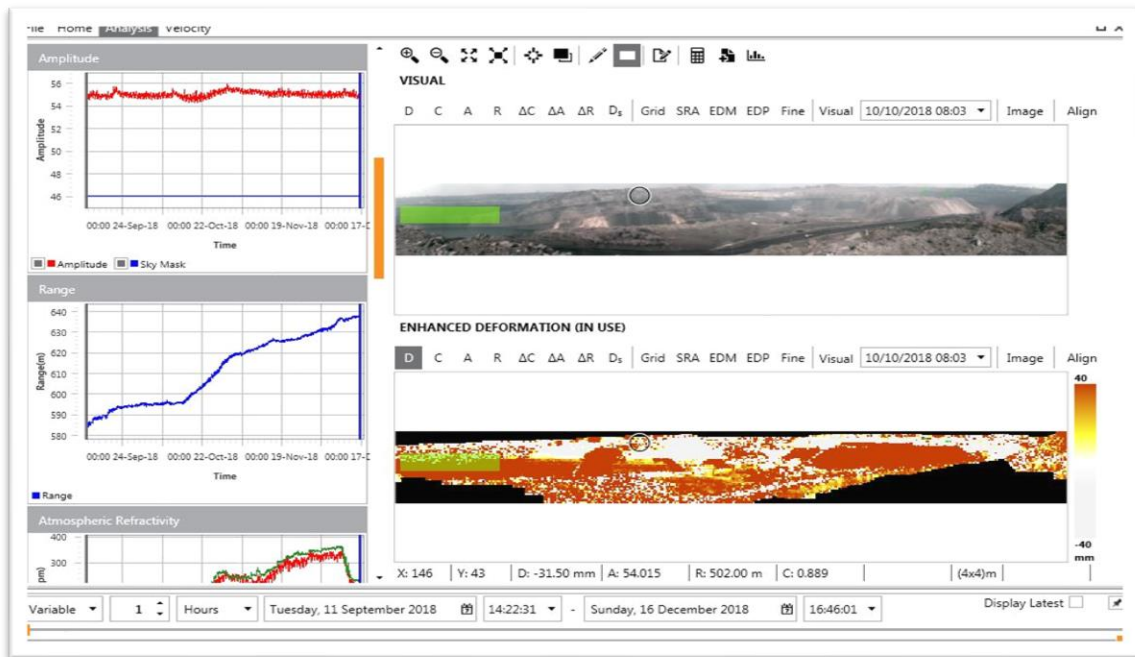 File Home Analysis Velocity
Amplitude
56
54
52
50
48
46
Amplitude
00:00 24-Sep-18 00:00 22-Oct-18 00:00 19-Nov-18 00:00 17-D
Time
Amplitude Sky Mask
Range
640
630
620
610
600
590
580
Range(m)
00:00 24-Sep-18 00:00 22-Oct-18 00:00 19-Nov-18 00:00 17-D
Time
Range
Atmospheric Refractivity
400
300
pm)
VISUAL
D C A R ΔC ΔA ΔR Ds Grid SRA EDM EDP Fine Visual 10/10/2018 08:03 Image Align
ENHANCED DEFORMATION (IN USE)
D C A R ΔC ΔA ΔR Ds Grid SRA EDM EDP Fine Visual 10/10/2018 08:03 Image Align
40
-40
mm
X: 146 Y: 43 D: -31.50 mm A: 54.015 R: 502.00 m C: 0.889 (4x4)m
Variable 1 Hours Tuesday, 11 September 2018 14:22:31 - Sunday, 16 December 2018 16:46:01 Display Latest